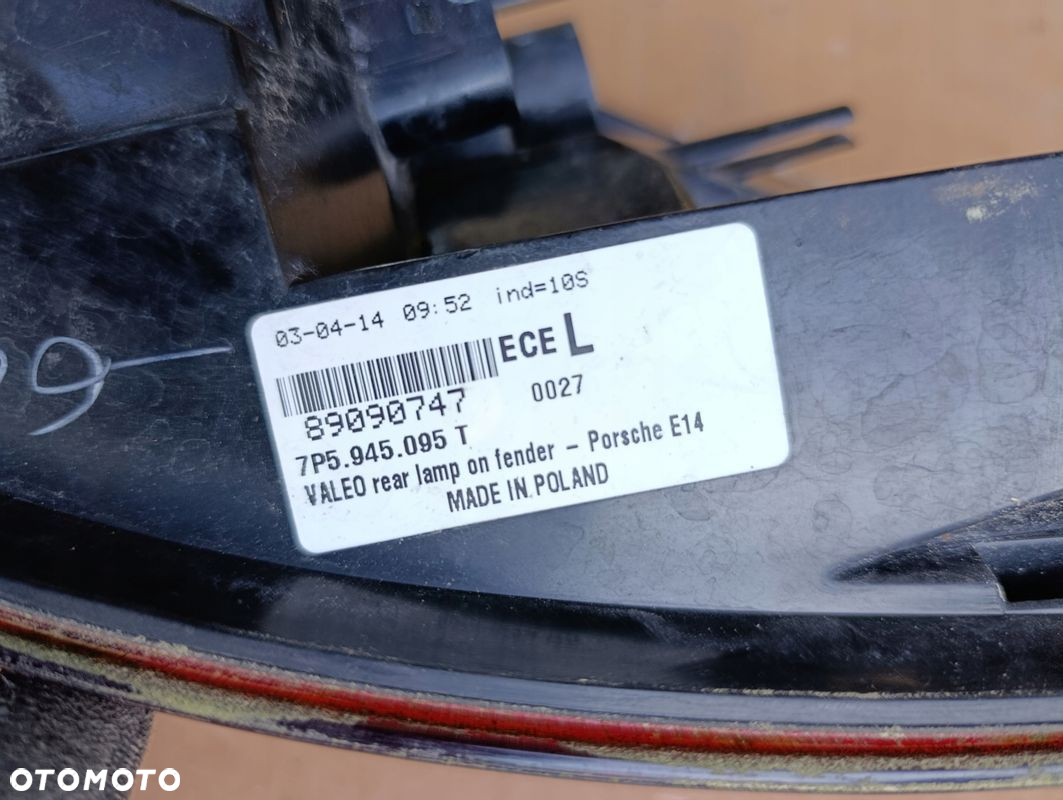 03-04-14 09:52 ind=10S
ECE L
89090747
0027
7P5.945.095 T
VALEO rear lamp on fender - Porsche E14
MADE IN POLAND
OTOMOTO